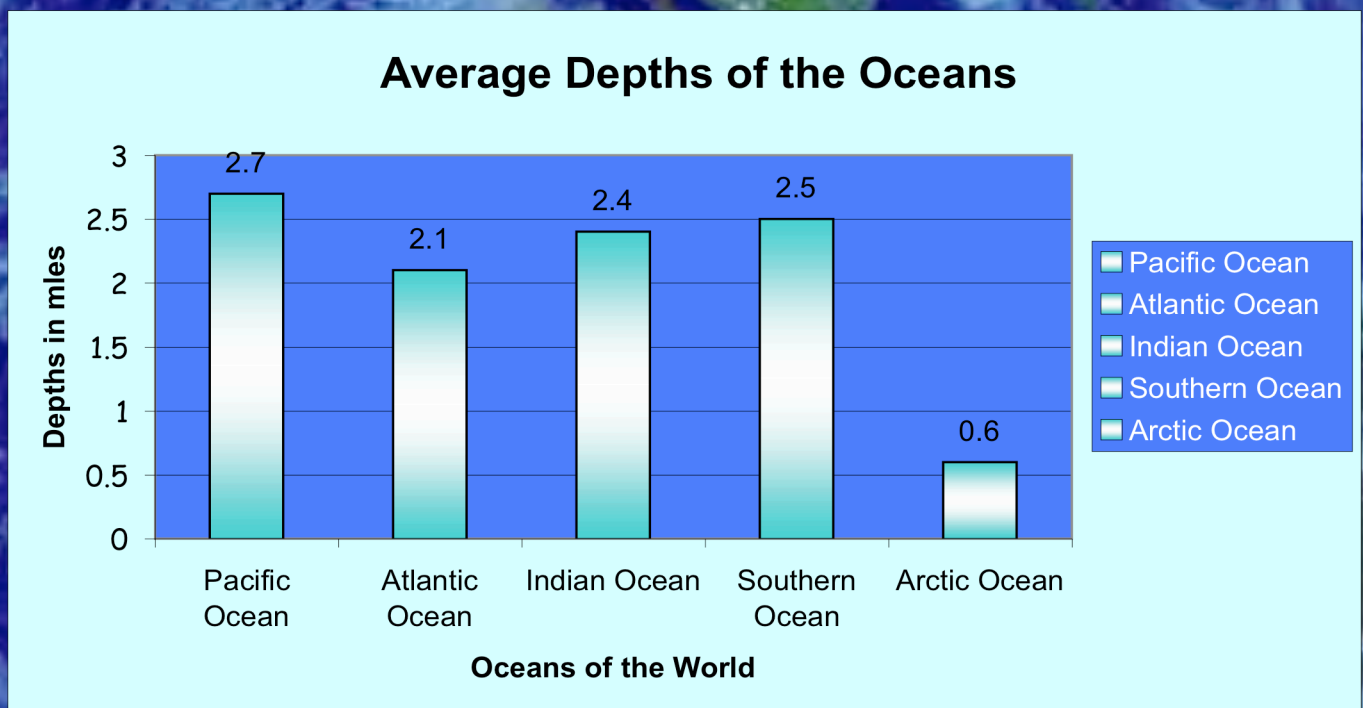 Average Depths of the Oceans
Depths in mles
3
2.5
2
1.5
1
0.5
0
2.7
2.1
2.4
2.5
0.6
Pacific
Ocean
Atlantic
Ocean
Indian Ocean
Southern
Ocean
Arctic Ocean
Oceans of the World
Pacific Ocean
Atlantic Ocean
Indian Ocean
Southern Ocean
Arctic Ocean